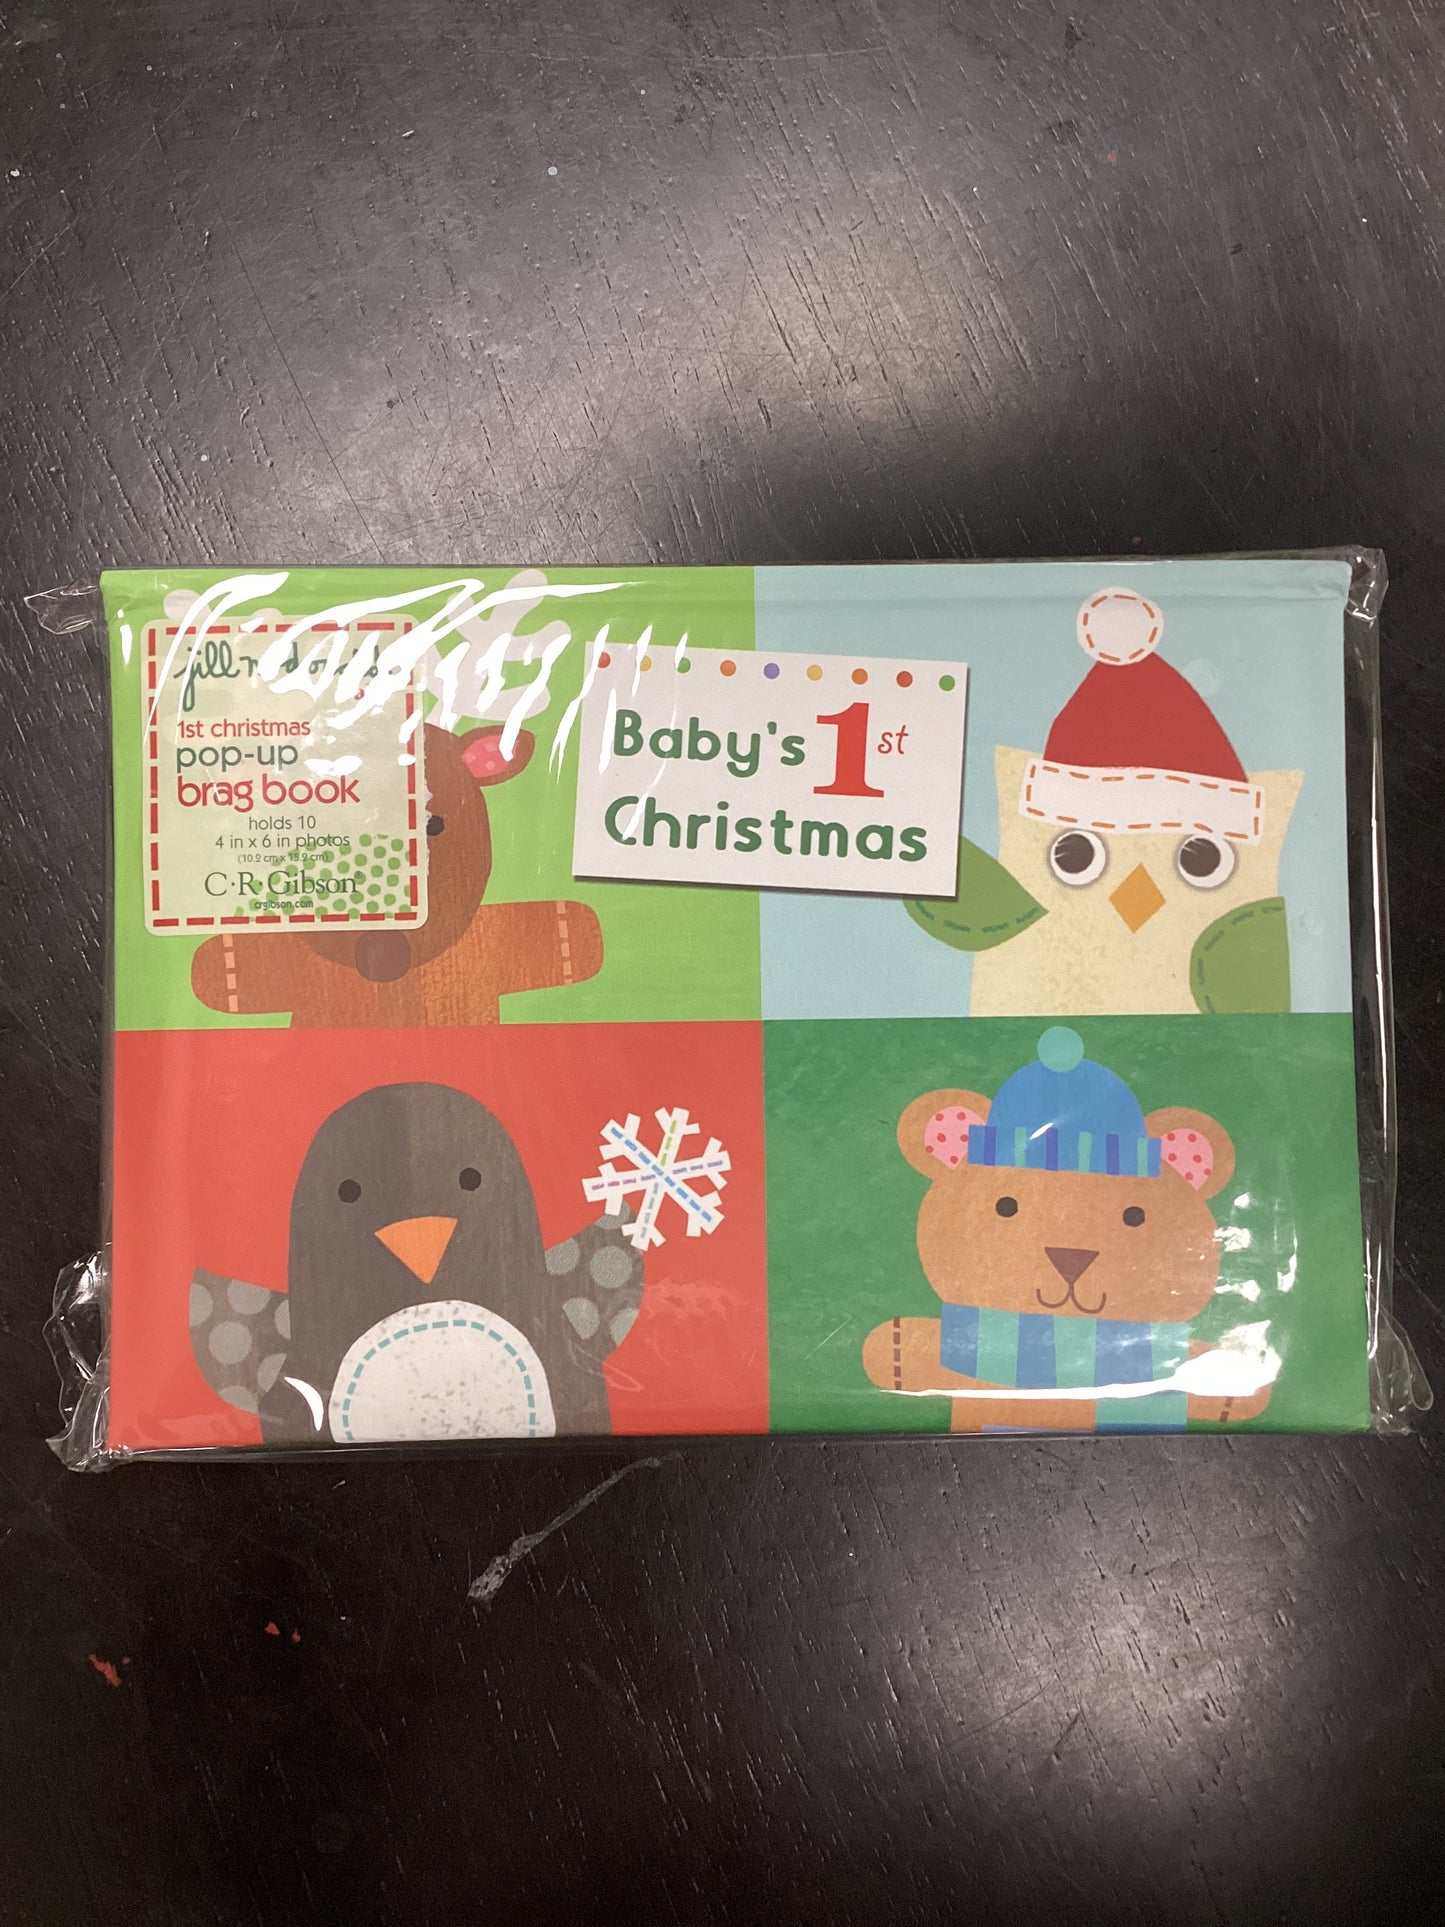 jill
1st christmas
pop-up
brag book
holds 10
4 in x 6 in photos
(10.2 cm x 15.2 cm)
C·R·Gibson®
crgibson.com
Baby's 1st
Christmas